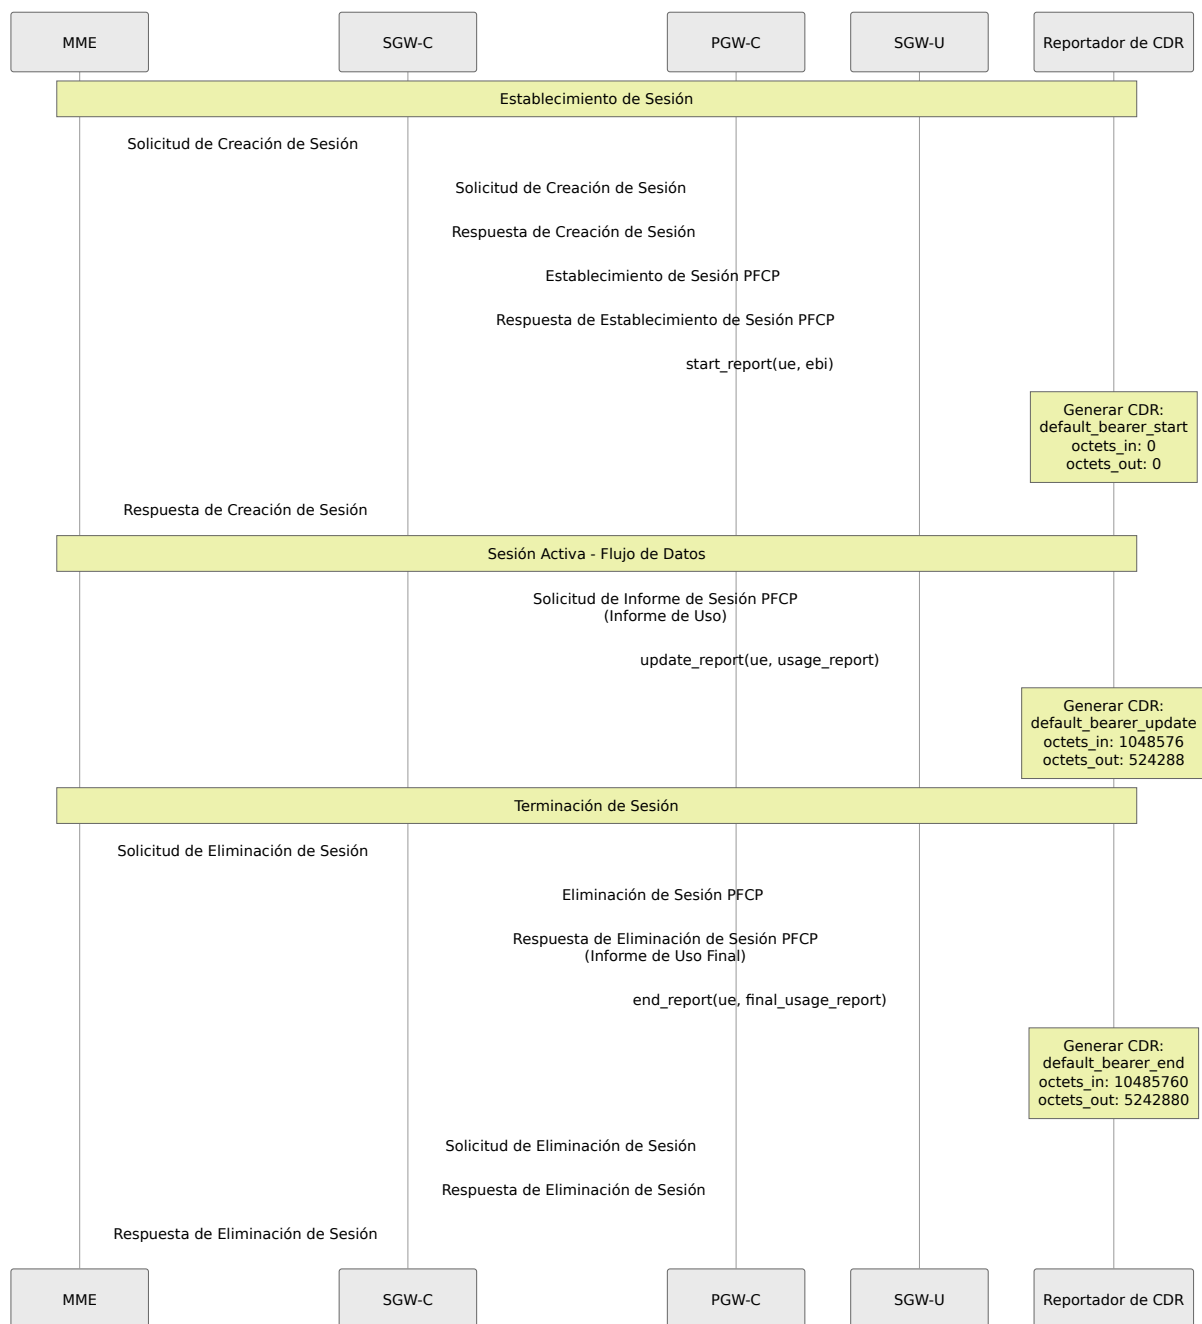 MME
SGW-C
PGW-C
SGW-U
Reportador de CDR
Establecimiento de Sesión
Solicitud de Creación de Sesión
Solicitud de Creación de Sesión
Respuesta de Creación de Sesión
Establecimiento de Sesión PFCP
Respuesta de Establecimiento de Sesión PFCP
start_report(ue, ebi)
Generar CDR:
default_bearer_start
octets_in: 0
octets_out: 0
Respuesta de Creación de Sesión
Sesión Activa - Flujo de Datos
Solicitud de Informe de Sesión PFCP
(Informe de Uso)
update_report(ue, usage_report)
Generar CDR:
default_bearer_update
octets_in: 1048576
octets_out: 524288
Terminación de Sesión
Solicitud de Eliminación de Sesión
Eliminación de Sesión PFCP
Respuesta de Eliminación de Sesión PFCP
(Informe de Uso Final)
end_report(ue, final_usage_report)
Generar CDR:
default_bearer_end
octets_in: 10485760
octets_out: 5242880
Solicitud de Eliminación de Sesión
Respuesta de Eliminación de Sesión
Respuesta de Eliminación de Sesión
MME
SGW-C
PGW-C
SGW-U
Reportador de CDR